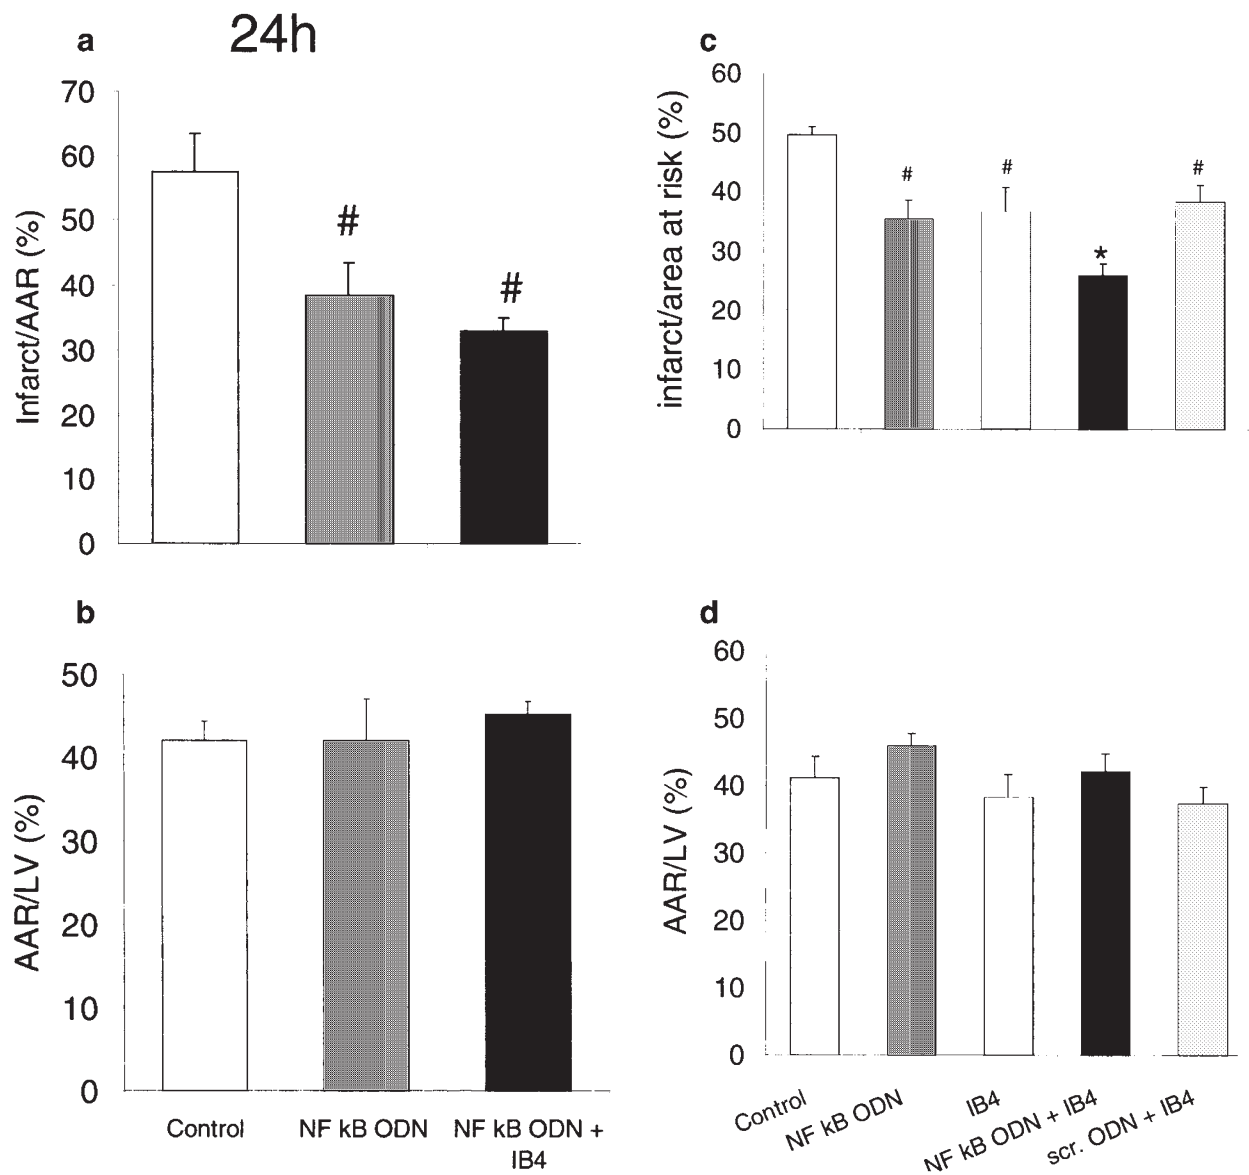 a
24h
70
60
50
40
30
20
10
0
Infarct/AAR (%)
#
#
c
60
50
40
30
20
10
0
infarct/area at risk (%)
#
#
*
#
b
50
40
30
20
10
0
AAR/LV (%)
Control
NF kB ODN
NF kB ODN +
IB4
d
60
50
40
30
20
10
0
AAR/LV (%)
Control
NF kB ODN
IB4
NF kB ODN + IB4
scr. ODN + IB4